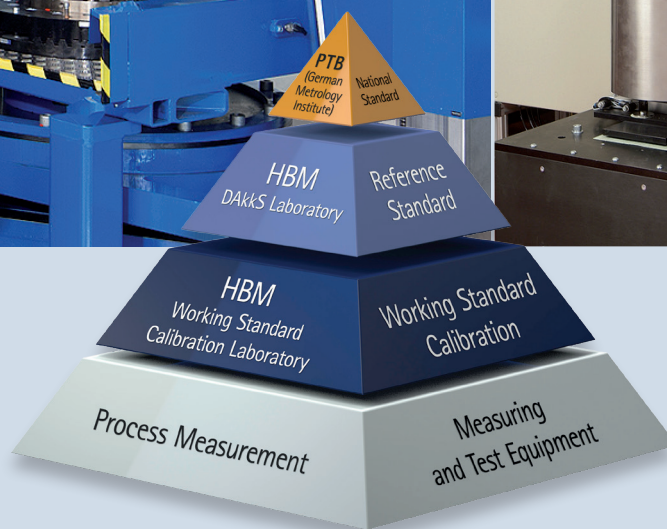 PTB
(German
Metrology
Institute)
National
Standard
HBM
DAkkS Laboratory
Reference
Standard
HBM
Working Standard
Calibration Laboratory
Working Standard
Calibration
Process Measurement
Measuring
and Test Equipment